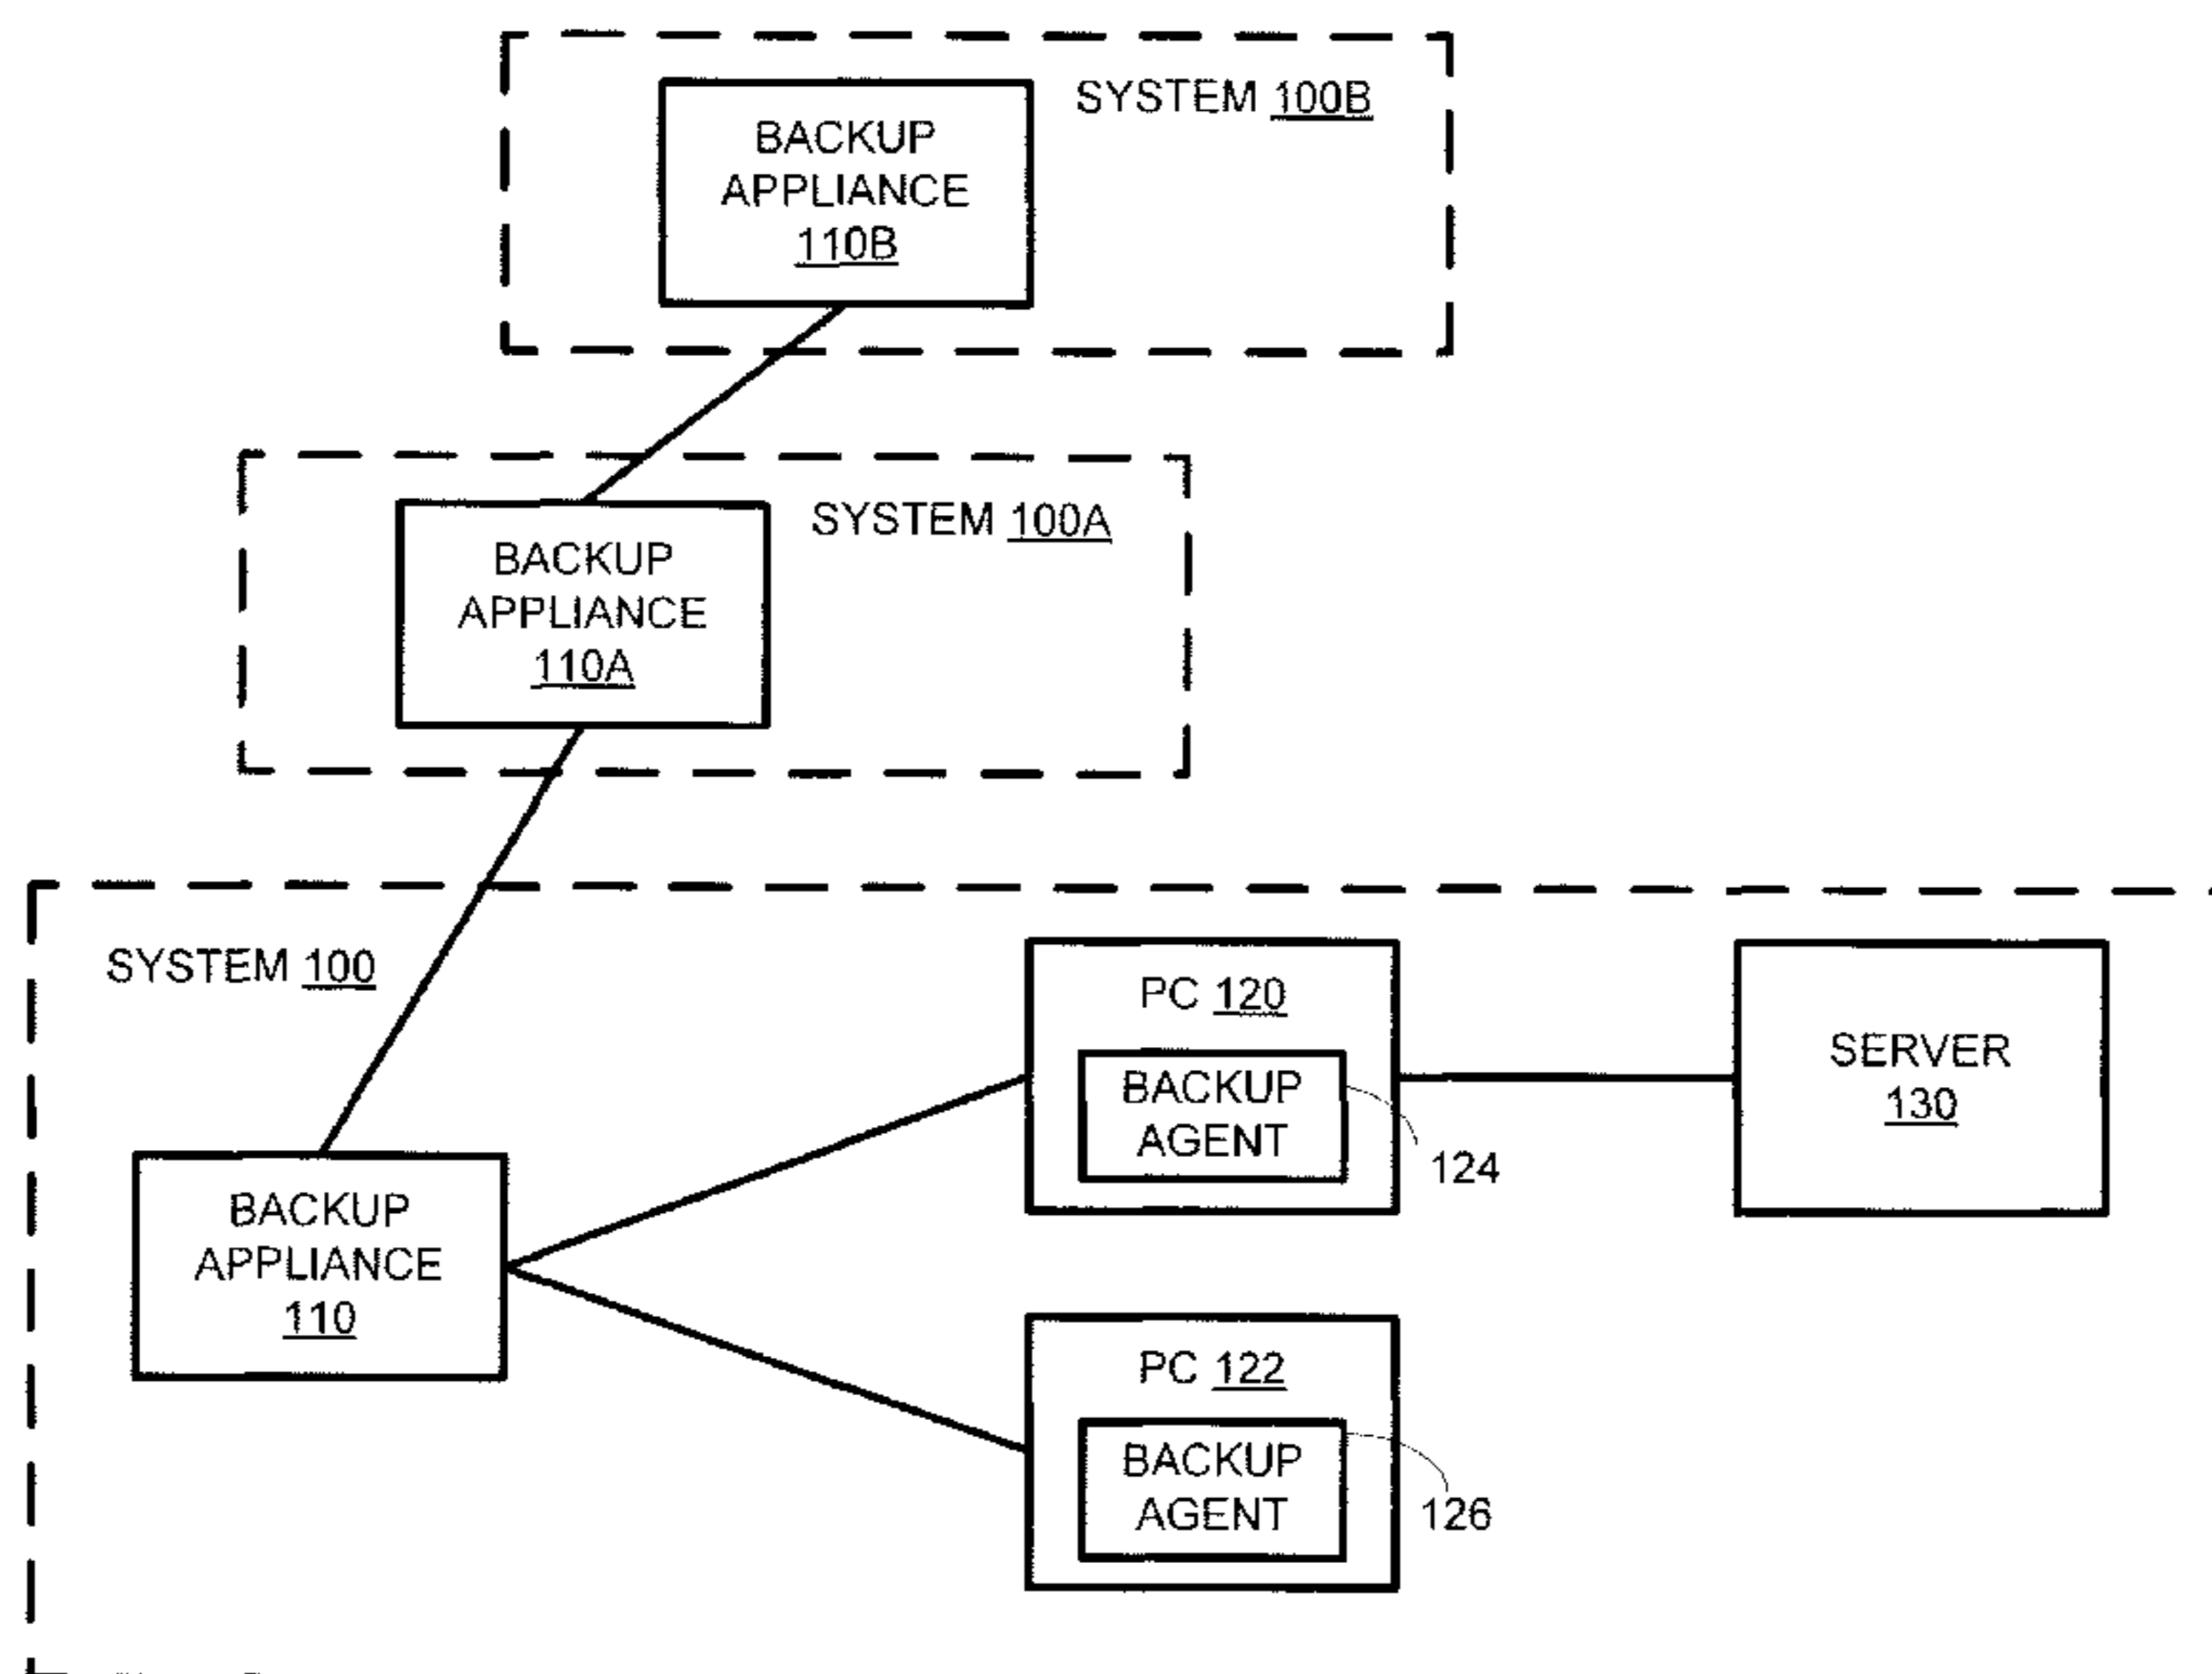 SYSTEM 100B
BACKUP
APPLIANCE
110B
SYSTEM 100A
BACKUP
APPLIANCE
110A
SYSTEM 100
BACKUP
APPLIANCE
110
PC 120
BACKUP
AGENT
124
SERVER
130
PC 122
BACKUP
AGENT
126